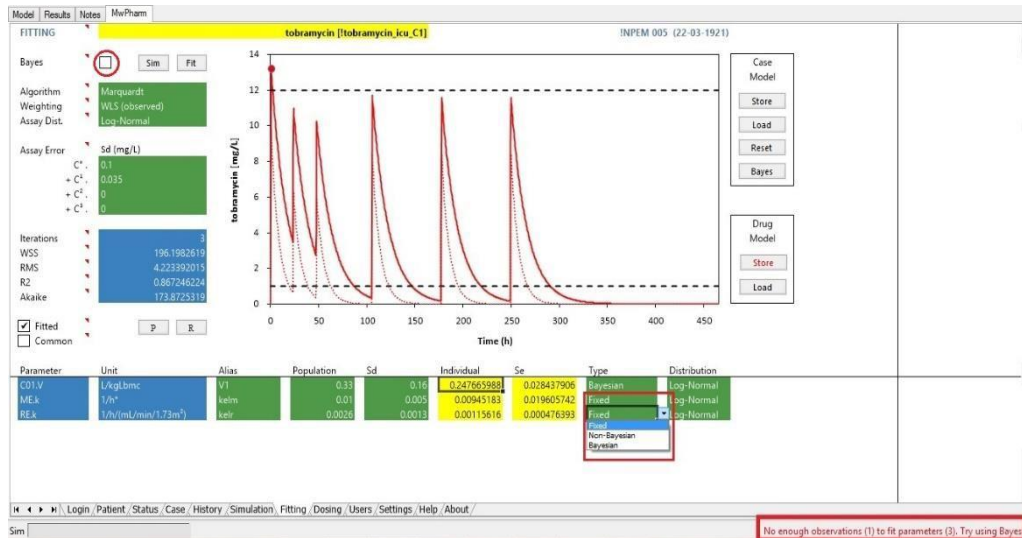 Model Results Notes MwPharm
FITTING tobramycin [!tobramycin_icu_C1] !NPEM 005 (22-03-1921)
Bayes Sim Fit
Algorithm Marquardt
Weighting WLS (observed)
Assay Dist. Log-Normal
Assay Error Sd (mg/L)
C° . 0.1
+ C¹ . 0.035
+ C² . 0
+ C³ . 0
Iterations 3
WSS 196.1982619
RMS 4.223392015
R2 0.867246224
Akaike 173.8725319
Fitted P R
Common
tobramycin [mg/L]
14
12
10
8
6
4
2
0
0 50 100 150 200 250 300 350 400 450
Time (h)
Case
Model
Store
Load
Reset
Bayes
Drug
Model
Store
Load
Parameter Unit Alias Population Sd Individual Se Type Distribution
C01.V L/kgLbmc V1 0.33 0.16 0.247665988 0.028437906 Bayesian Log-Normal
ME.k 1/h* kelm 0.01 0.005 0.00945183 0.019605742 Fixed Log-Normal
RE.k 1/h/(mL/min/1.73m²) kelr 0.0026 0.0013 0.00115616 0.000476393 Fixed Log-Normal
Fixed
Non-Bayesian
Bayesian
Login Patient Status Case History Simulation Fitting Dosing Users Settings Help About
Sim No enough observations (1) to fit parameters (3). Try using Bayes